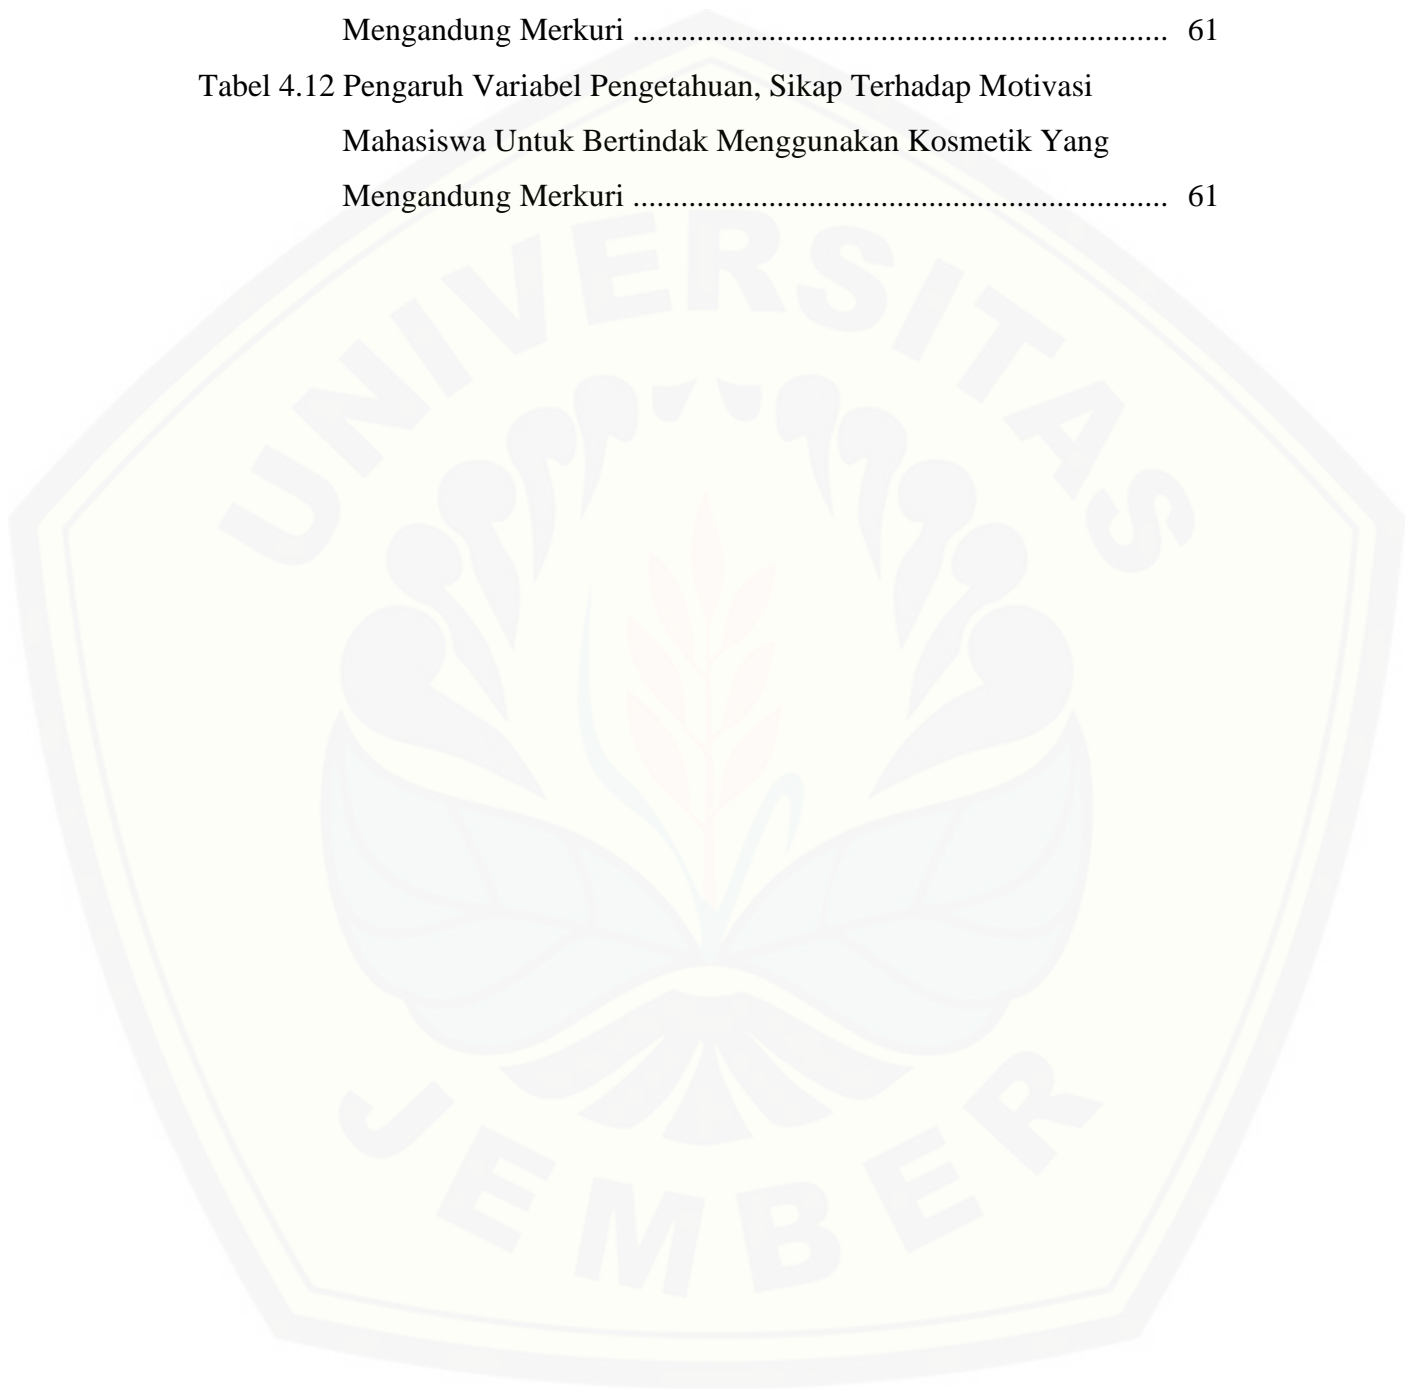 Mengandung Merkuri .................................................................. 61
Tabel 4.12 Pengaruh Variabel Pengetahuan, Sikap Terhadap Motivasi
Mahasiswa Untuk Bertindak Menggunakan Kosmetik Yang
Mengandung Merkuri .................................................................. 61
UNIVERSITAS
JEMBER